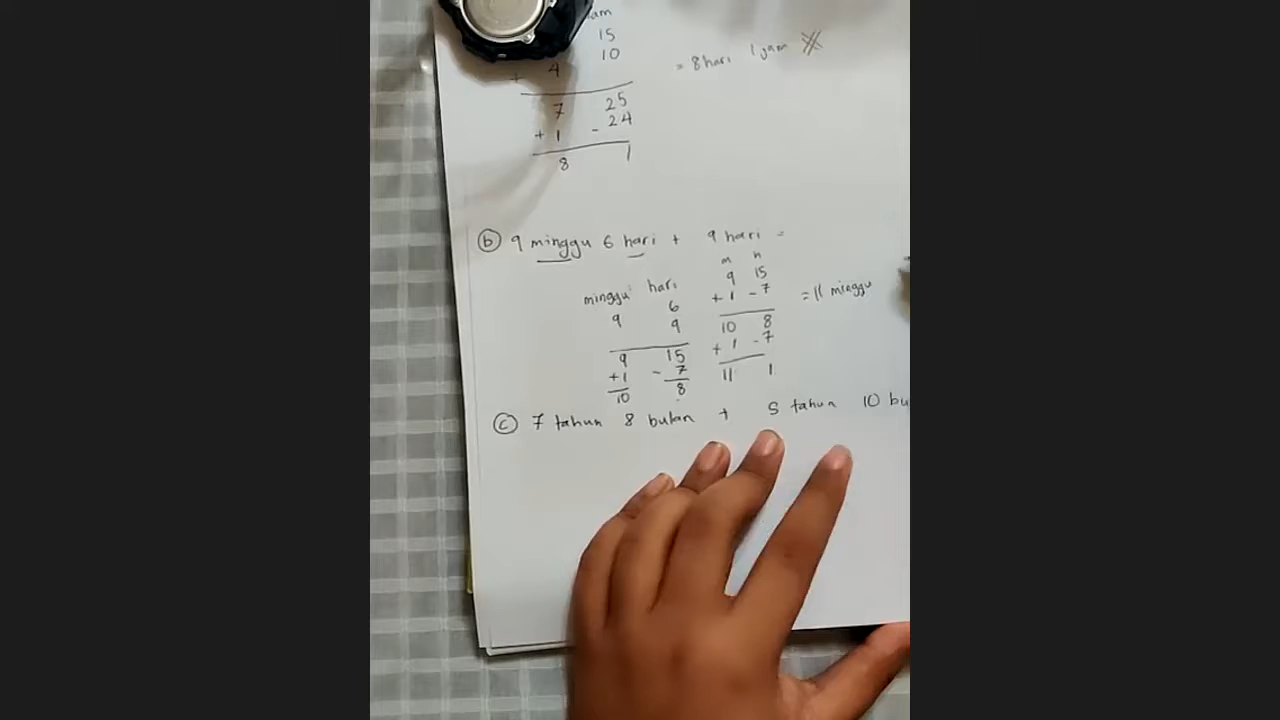 am
15
10
+ 4
= 8 hari 1 jam
7 25
+ 1 - 24
8 1
b 9 minggu 6 hari + 9 hari =
minggu hari
9 6
9
9 15
+1 - 7
10 8
m h
9 15
+ 1 - 7
10 8
+ 1 - 7
11 1
= 11 minggu
c 7 tahun 8 bulan + 5 tahun 10 bu